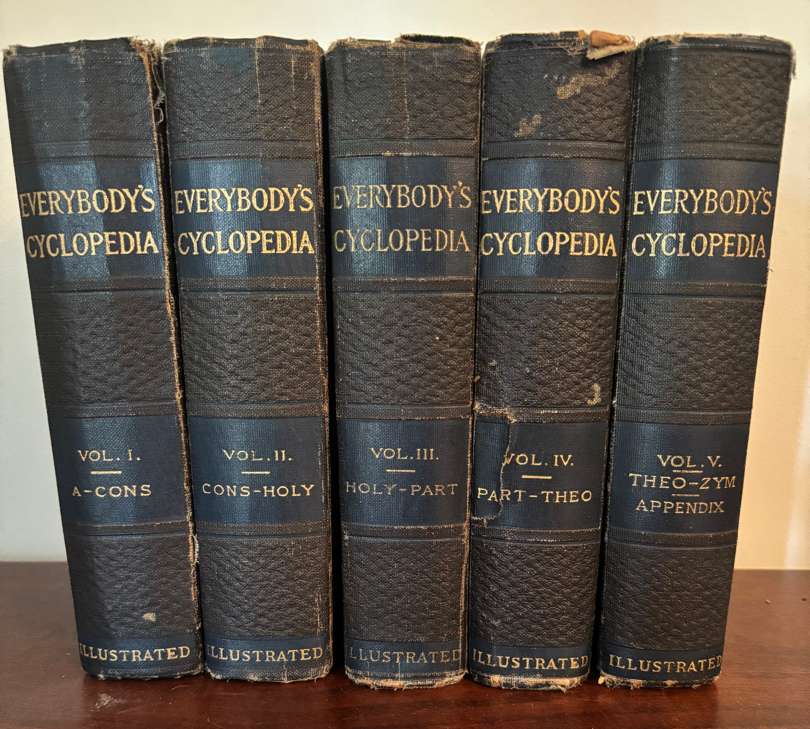 EVERYBODY'S
CYCLOPEDIA
VOL. I.
A-CONS
ILLUSTRATED
EVERYBODY'S
CYCLOPEDIA
VOL. II.
CONS-HOLY
ILLUSTRATED
EVERYBODY'S
CYCLOPEDIA
VOL. III.
HOLY-PART
ILLUSTRATED
EVERYBODY'S
CYCLOPEDIA
VOL. IV.
PART-THEO
ILLUSTRATED
EVERYBODY'S
CYCLOPEDIA
VOL. V.
THEO-ZYM
APPENDIX
ILLUSTRATED